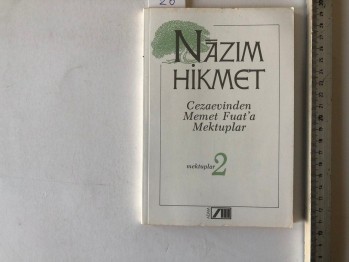 NÂZIM
HİKMET
Cezaevinden
Memet Fuat'a
Mektuplar
mektuplar 2